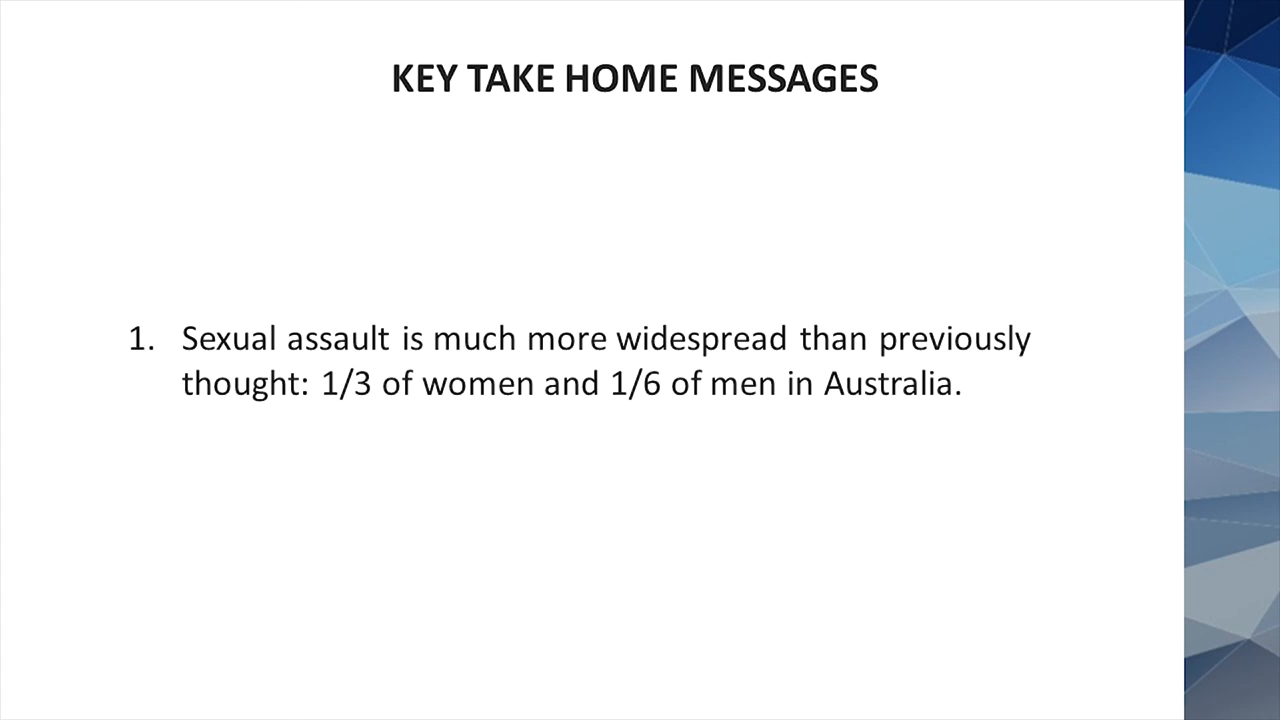 KEY TAKE HOME MESSAGES
1. Sexual assault is much more widespread than previously
thought: 1/3 of women and 1/6 of men in Australia.